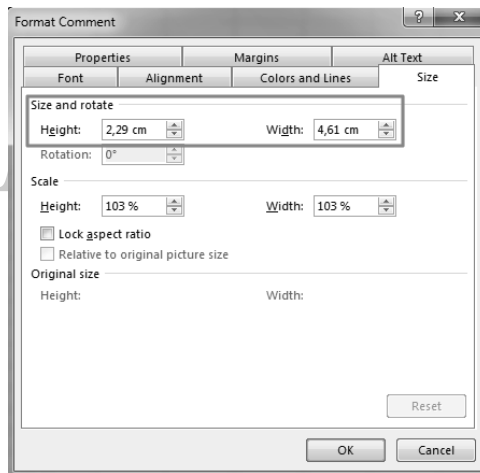 Format Comment
Properties Margins Alt Text
Font Alignment Colors and Lines Size
Size and rotate
Height: 2,29 cm Width: 4,61 cm
Rotation: 0°
Scale
Height: 103 % Width: 103 %
Lock aspect ratio
Relative to original picture size
Original size
Height: Width:
Reset
OK Cancel